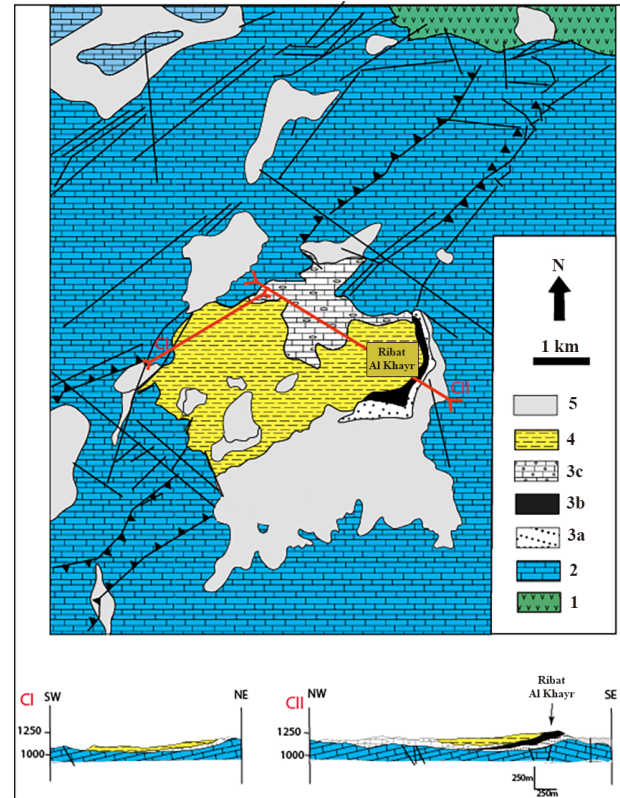 CI
Ribat
Al Khayr
CII
N
1 km
5
4
3c
3b
3a
2
1
CI SW
NE
1250
1000
CII NW
Ribat
Al Khayr
SE
1250
1000
250m
250m